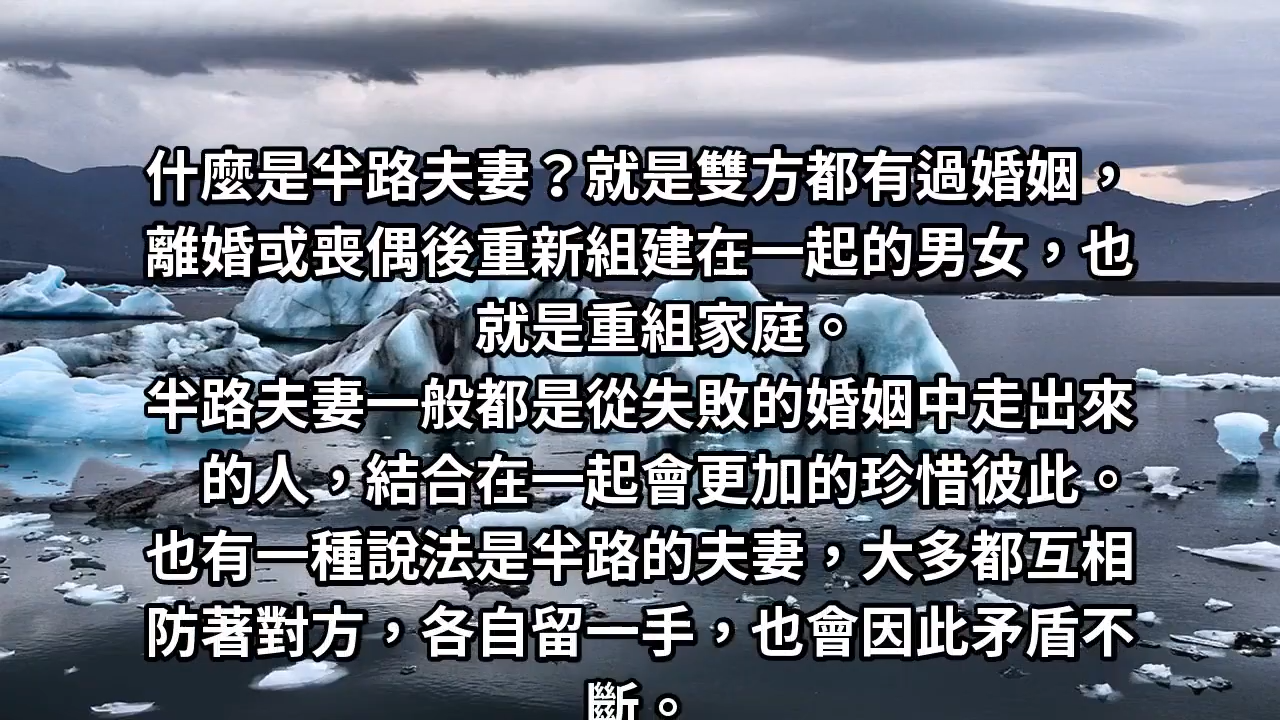 什麼是半路夫妻？就是雙方都有過婚姻，
離婚或喪偶後重新組建在一起的男女，也
就是重組家庭。
半路夫妻一般都是從失敗的婚姻中走出來
的人，結合在一起會更加的珍惜彼此。
也有一種說法是半路的夫妻，大多都互相
防著對方，各自留一手，也會因此矛盾不
斷。